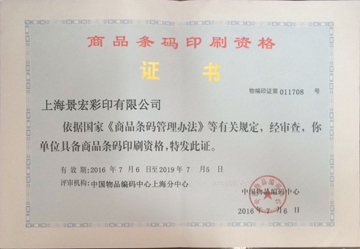 商品条码印刷资格
证书
物编印证第 011708 号
上海景宏彩印有限公司
依据国家《商品条码管理办法》等有关规定，经审查，你
单位具备商品条码印刷资格，特发此证。
有效期：2016 年 7 月 6 日至 2019 年 7 月 5 日
评审机构：中国物品编码中心上海分中心
中国物品编码中心
2016 年 7 月 6 日